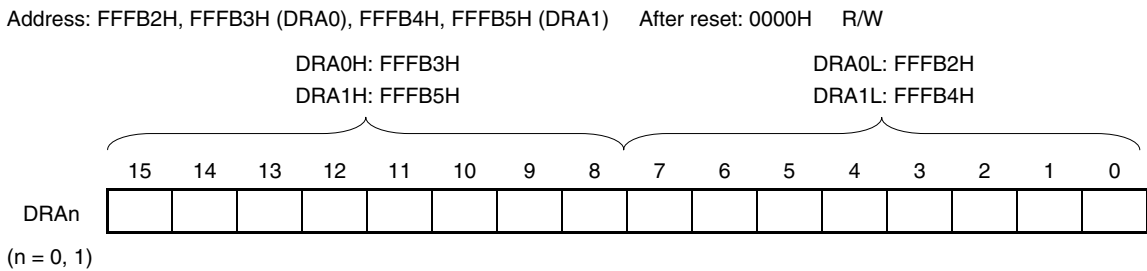 Address: FFFB2H, FFFB3H (DRA0), FFFB4H, FFFB5H (DRA1) After reset: 0000H R/W
DRA0H: FFFB3H DRA0L: FFFB2H
DRA1H: FFFB5H DRA1L: FFFB4H
15 14 13 12 11 10 9 8 7 6 5 4 3 2 1 0
DRAn
(n = 0, 1)